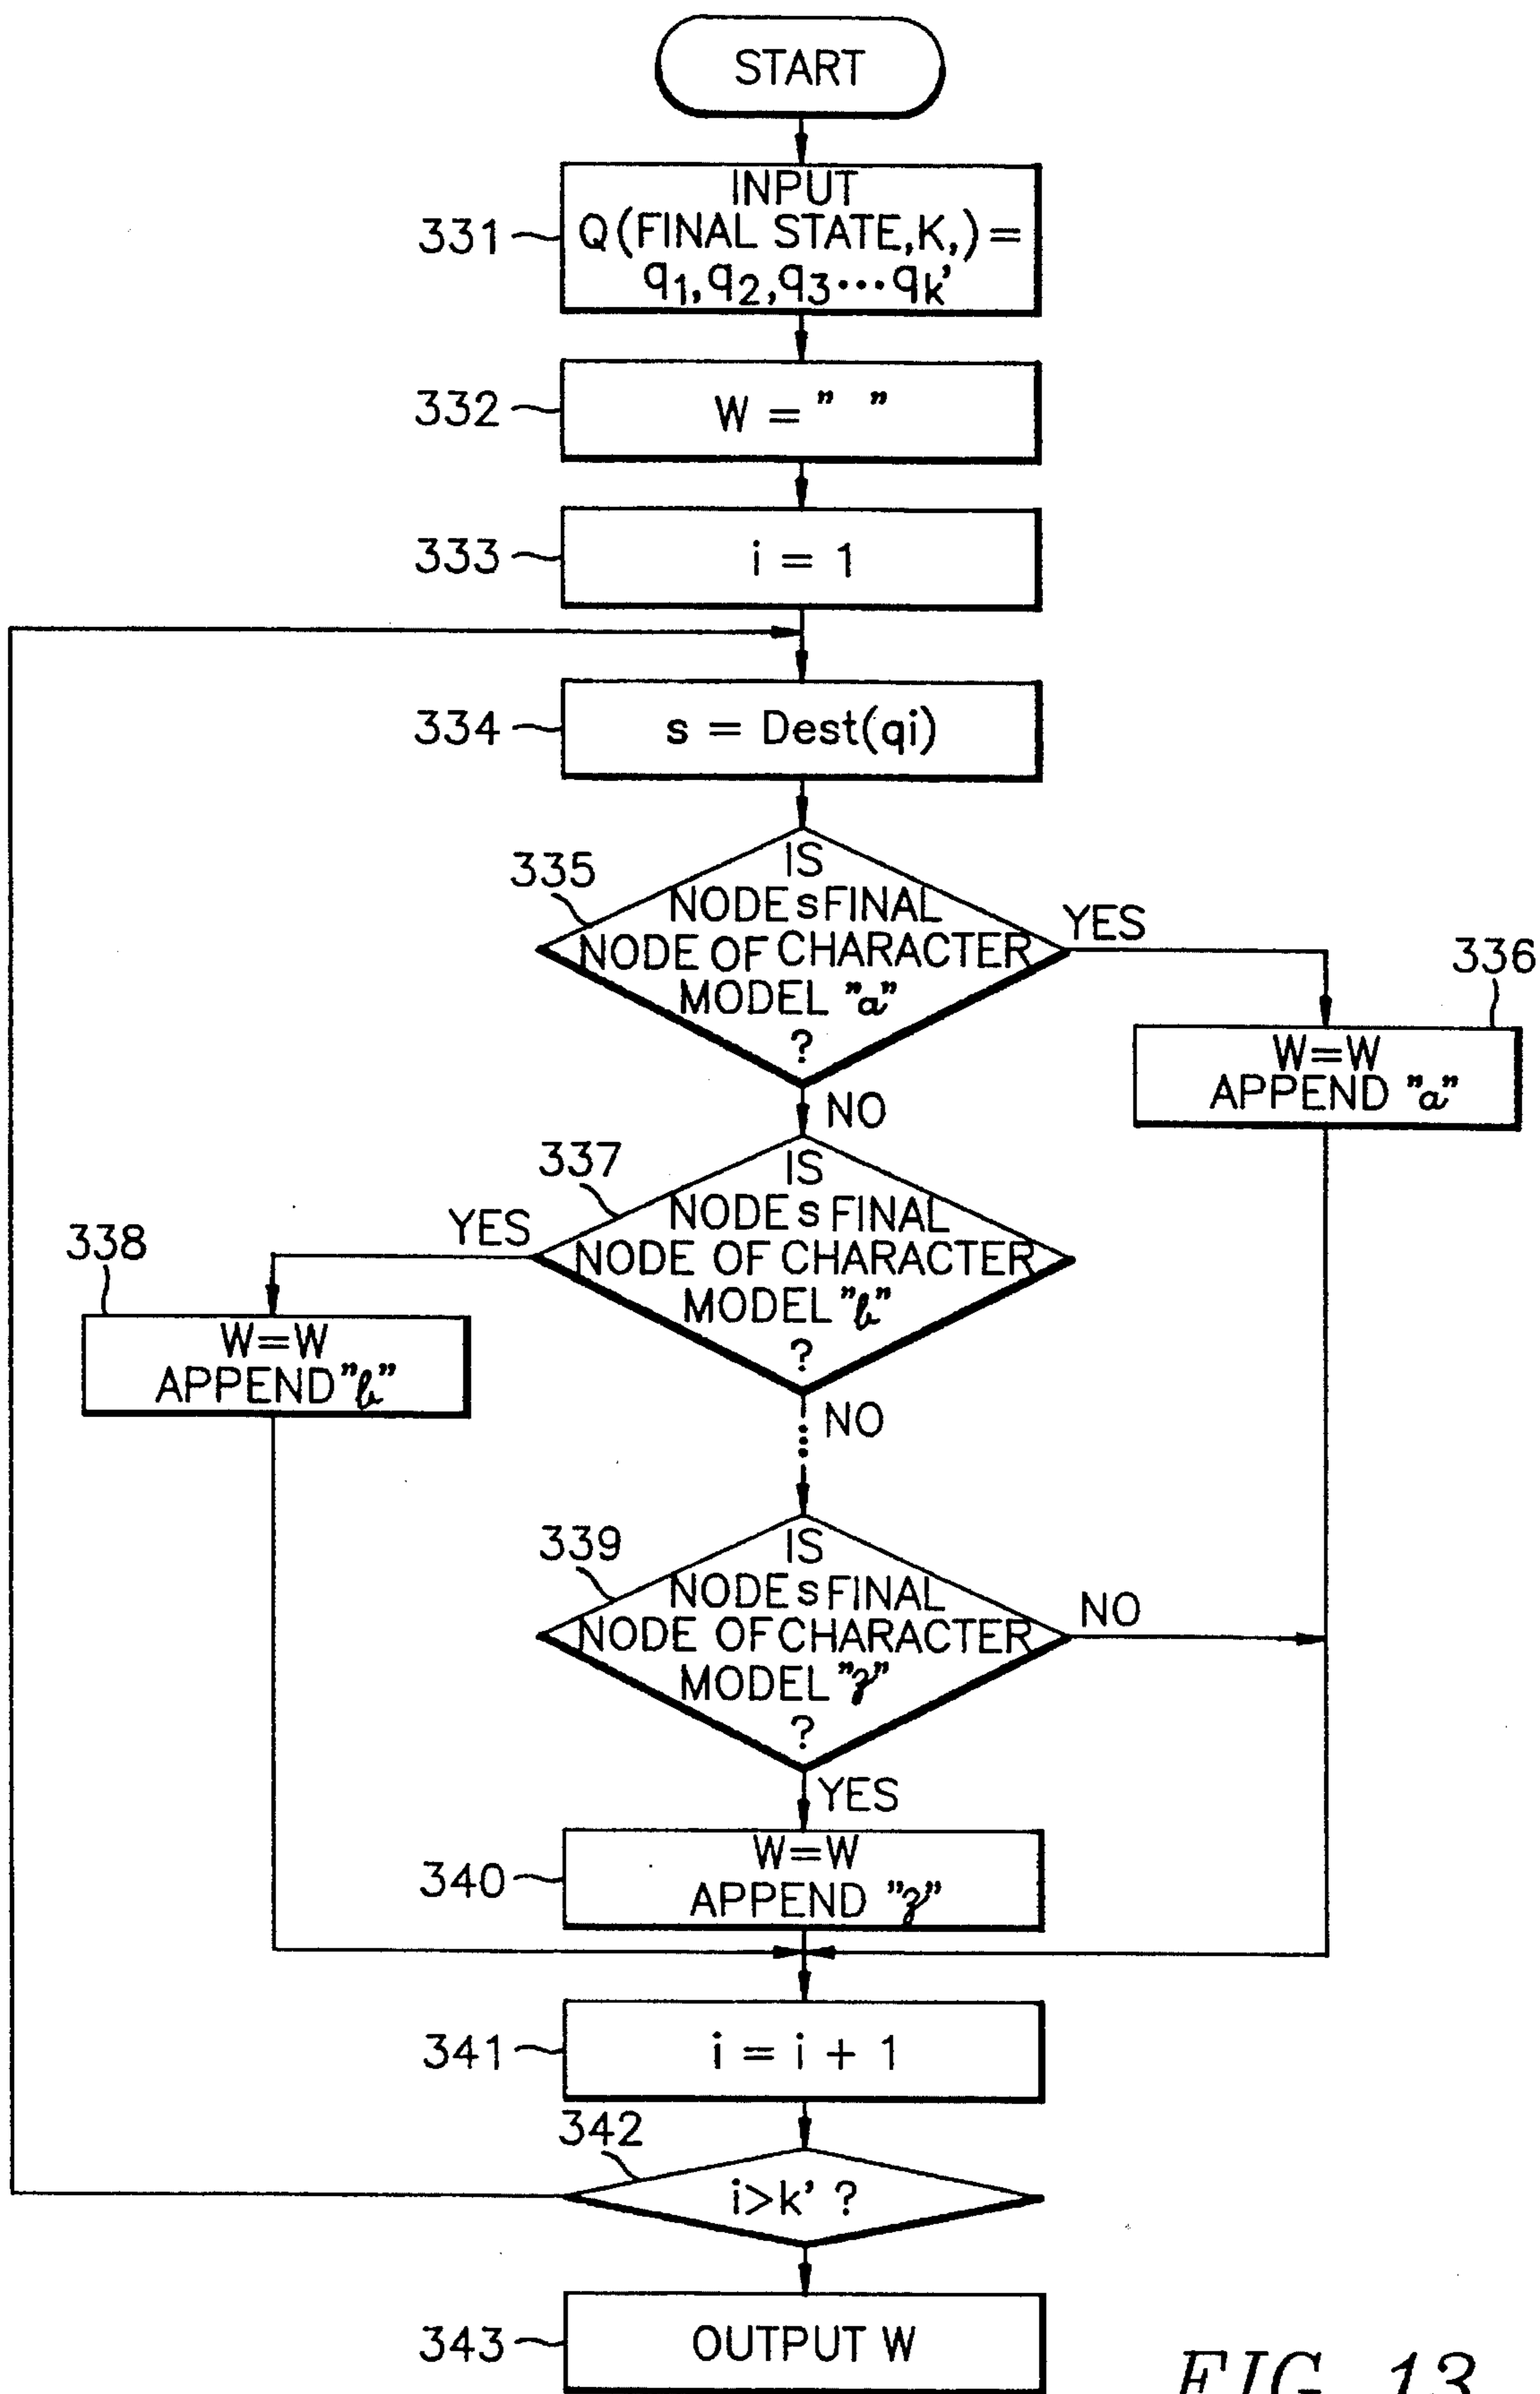 START
INPUT
331
Q(FINAL STATE,K,)=
q1,q2,q3···qk'
332
W = " "
333
i = 1
334
s = Dest(qi)
335
IS
NODE s FINAL
NODE OF CHARACTER
MODEL "a"
?
YES
NO
336
W=W
APPEND "a"
337
IS
NODE s FINAL
NODE OF CHARACTER
MODEL "b"
?
YES
NO
338
W=W
APPEND "b"
339
IS
NODE s FINAL
NODE OF CHARACTER
MODEL "z"
?
NO
YES
340
W=W
APPEND "z"
341
i = i + 1
342
i>k' ?
343
OUTPUT W
FIG. 13